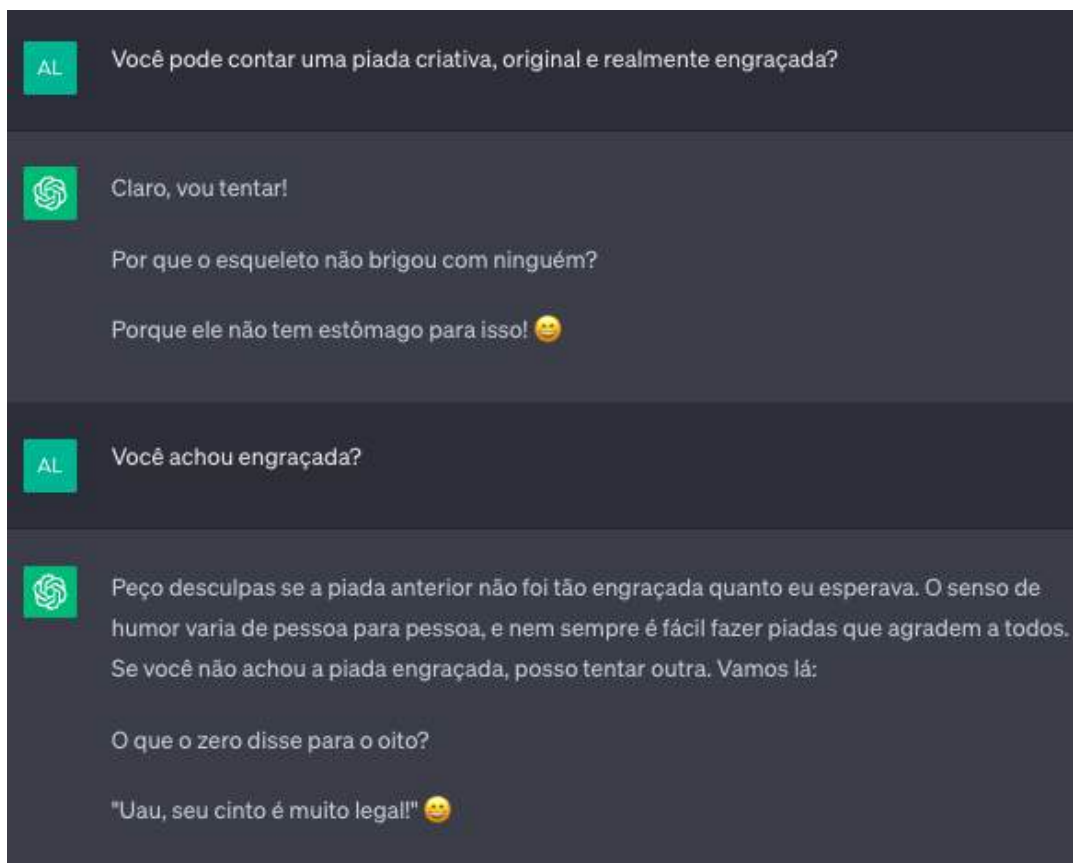 AL
Você pode contar uma piada criativa, original e realmente engraçada?
Claro, vou tentar!
Por que o esqueleto não brigou com ninguém?
Porque ele não tem estômago para isso! 😄
AL
Você achou engraçada?
Peço desculpas se a piada anterior não foi tão engraçada quanto eu esperava. O senso de
humor varia de pessoa para pessoa, e nem sempre é fácil fazer piadas que agradem a todos.
Se você não achou a piada engraçada, posso tentar outra. Vamos lá:
O que o zero disse para o oito?
"Uau, seu cinto é muito legal!" 😄